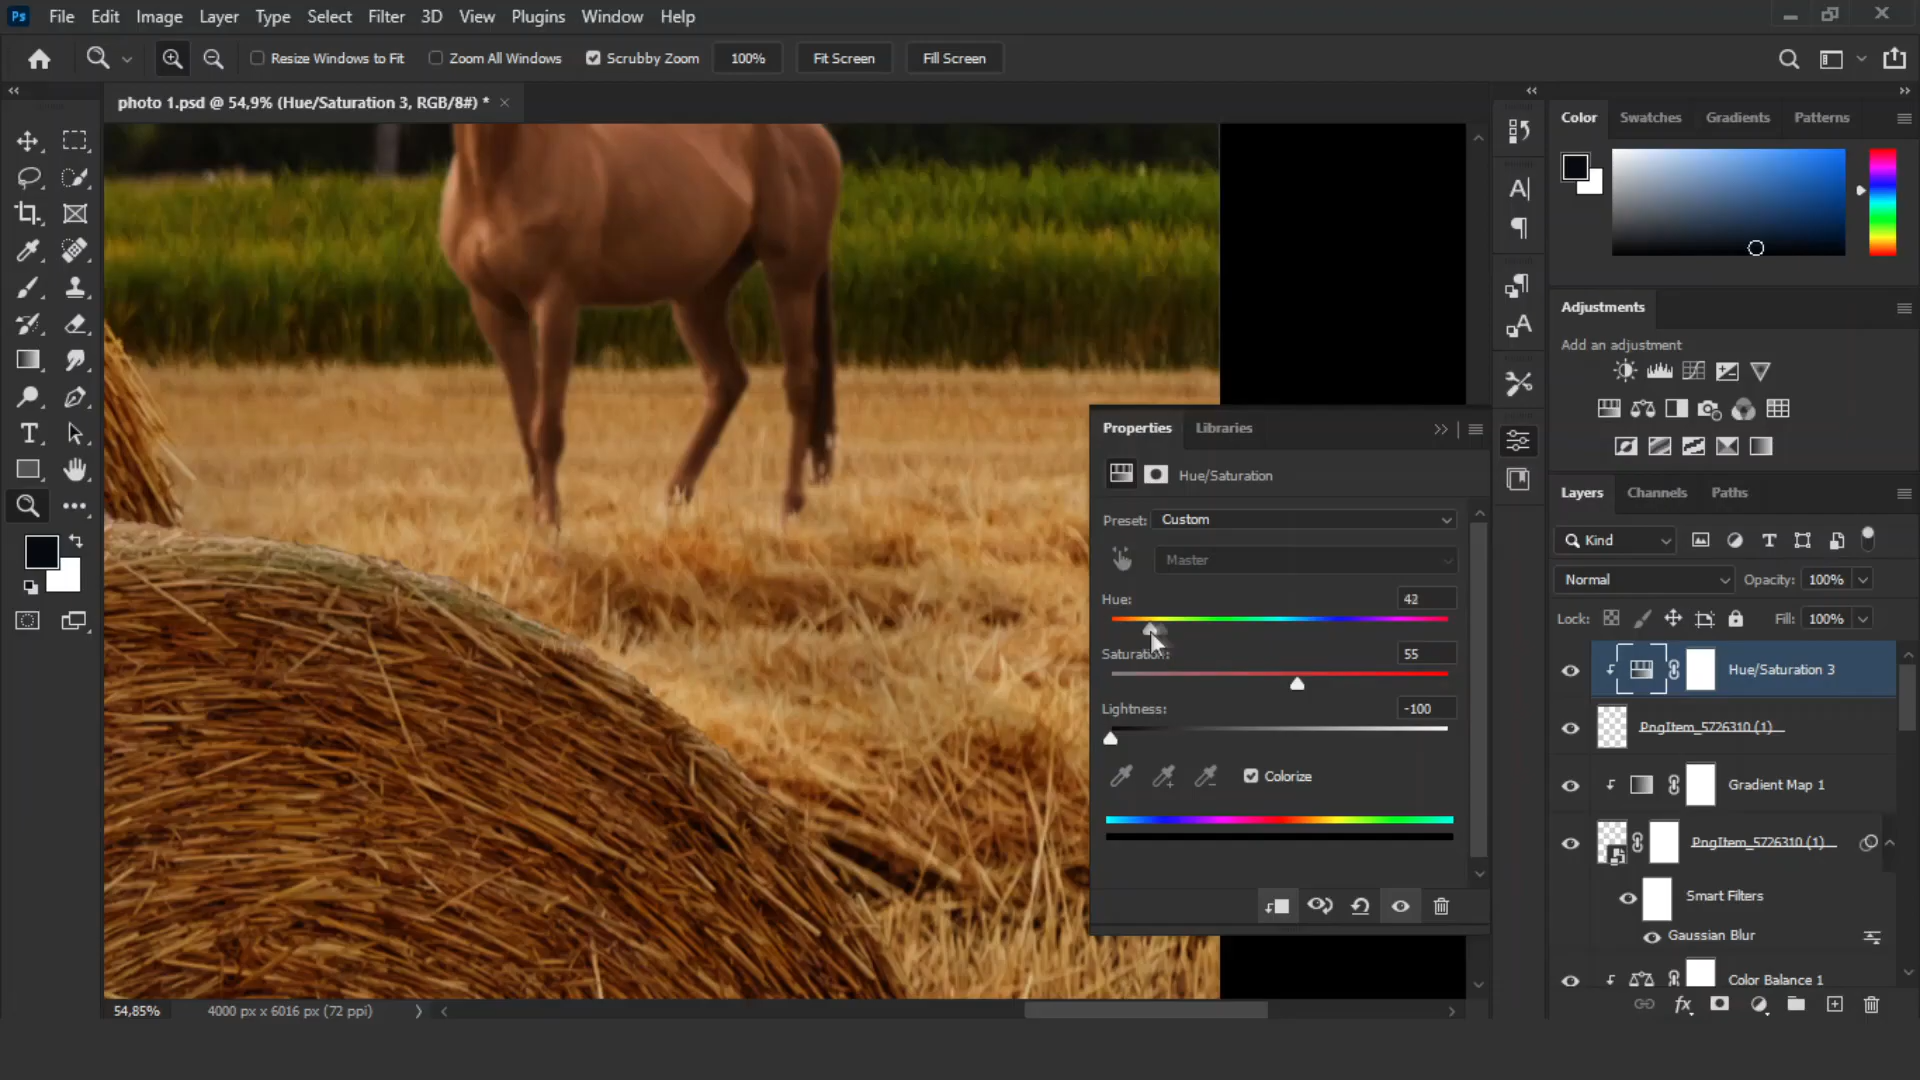 Ps File Edit Image Layer Type Select Filter 3D View Plugins Window Help
Resize Windows to Fit Zoom All Windows Scrubby Zoom 100% Fit Screen Fill Screen
photo 1.psd @ 54,9% (Hue/Saturation 3, RGB/8#) *
Color Swatches Gradients Patterns
Adjustments
Add an adjustment
Properties Libraries
Hue/Saturation
Preset: Custom
Master
Hue: 42
Saturation: 55
Lightness: -100
Colorize
Layers Channels Paths
Kind
Normal Opacity: 100%
Lock: Fill: 100%
Hue/Saturation 3
PngItem_5726310 (1)
Gradient Map 1
PngItem_5726310 (1)
Smart Filters
Gaussian Blur
Color Balance 1
54,85% 4000 px x 6016 px (72 ppi)